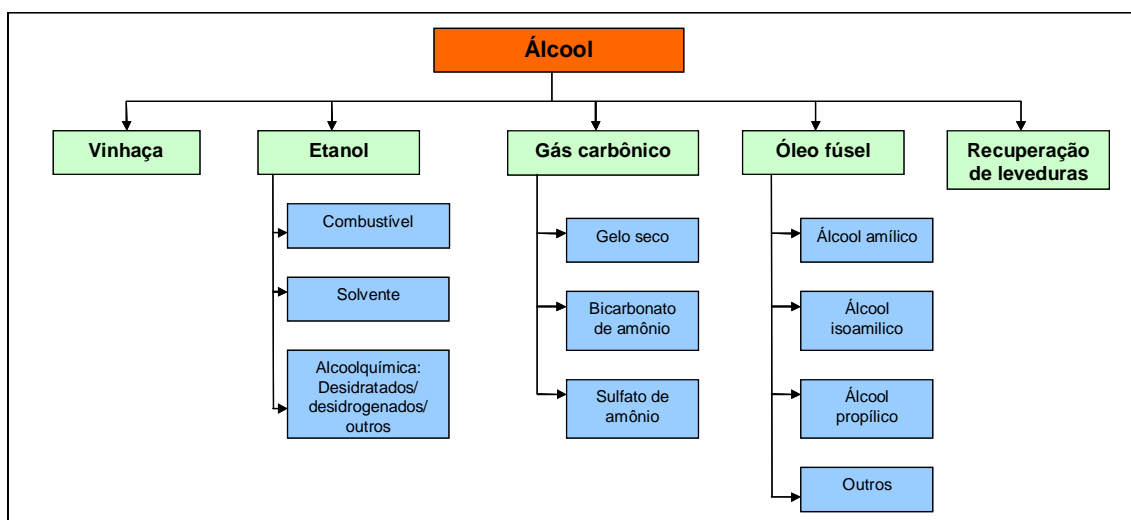 Álcool
Vinhaça
Etanol
Gás carbônico
Óleo fúsel
Recuperação
de leveduras
Combustível
Solvente
Alcoolquímica:
Desidratados/
desidrogenados/
outros
Gelo seco
Bicarbonato
de amônio
Sulfato de
amônio
Álcool amílico
Álcool
isoamilico
Álcool
propílico
Outros